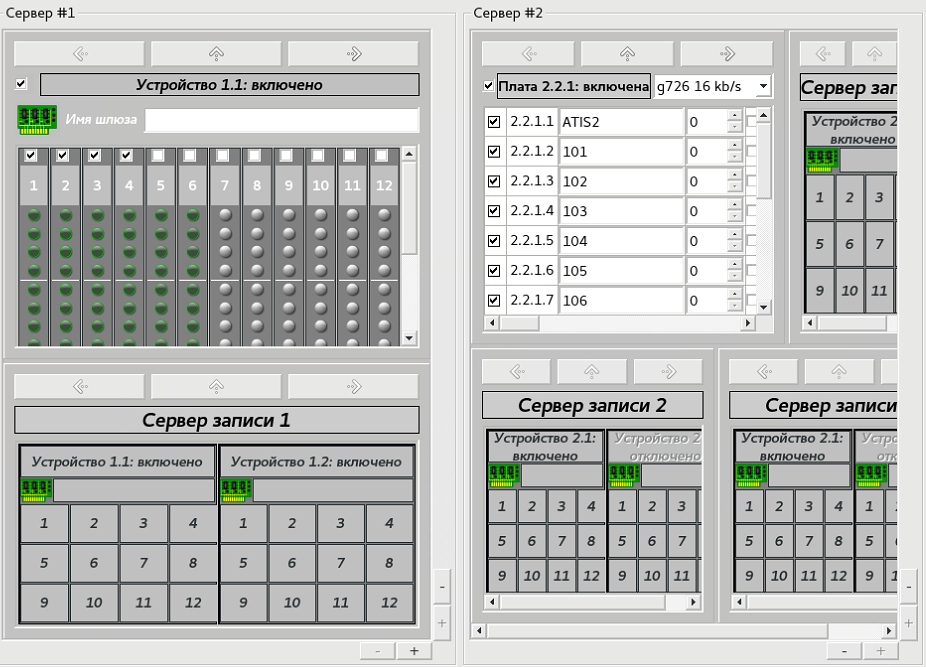 Сервер #1
Устройство 1.1: включено
Имя шлюза
1 2 3 4 5 6 7 8 9 10 11 12
Сервер записи 1
Устройство 1.1: включено Устройство 1.2: включено
1 2 3 4 1 2 3 4
5 6 7 8 5 6 7 8
9 10 11 12 9 10 11 12
-
+
- +
Сервер #2
Плата 2.2.1: включена g726 16 kb/s
2.2.1.1 ATIS2 0
2.2.1.2 101 0
2.2.1.3 102 0
2.2.1.4 103 0
2.2.1.5 104 0
2.2.1.6 105 0
2.2.1.7 106 0
Сервер зап
Устройство 2
включено
1 2 3
5 6 7
9 10 11
Сервер записи 2
Устройство 2.1: Устройство 2
включено отключено
1 2 3 4 1 2 3
5 6 7 8 5 6 7
9 10 11 12 9 10 11
Сервер записи
Устройство 2.1: Устрс
включено отк
1 2 3 4 1
5 6 7 8 5
9 10 11 12 9 1
-
+
- +